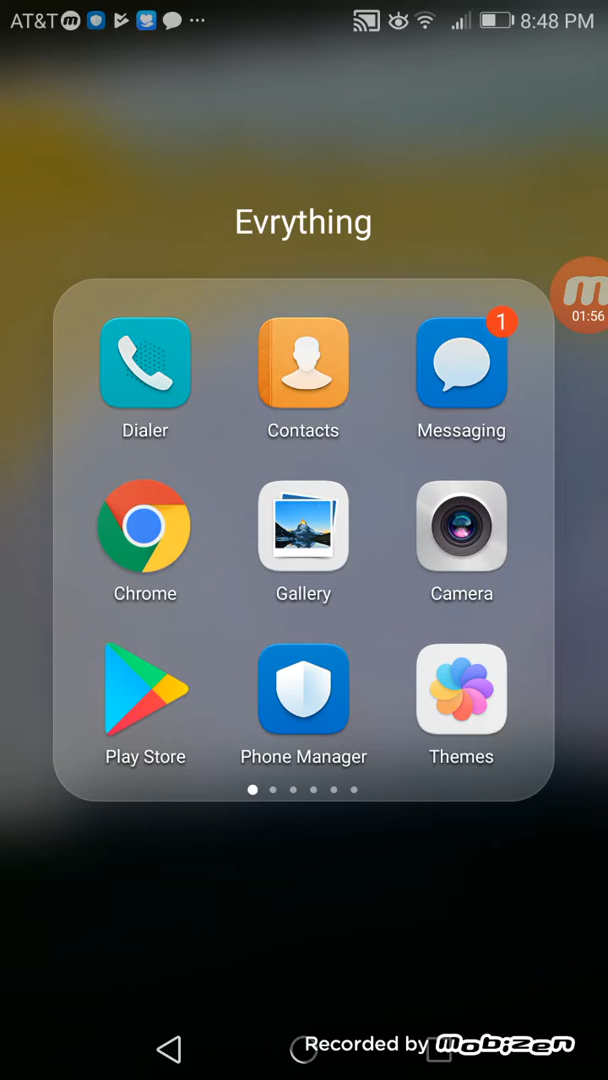 AT&T 8:48 PM
Evrything
01:56
1
Dialer Contacts Messaging
Chrome Gallery Camera
Play Store Phone Manager Themes
Recorded by Mobizen